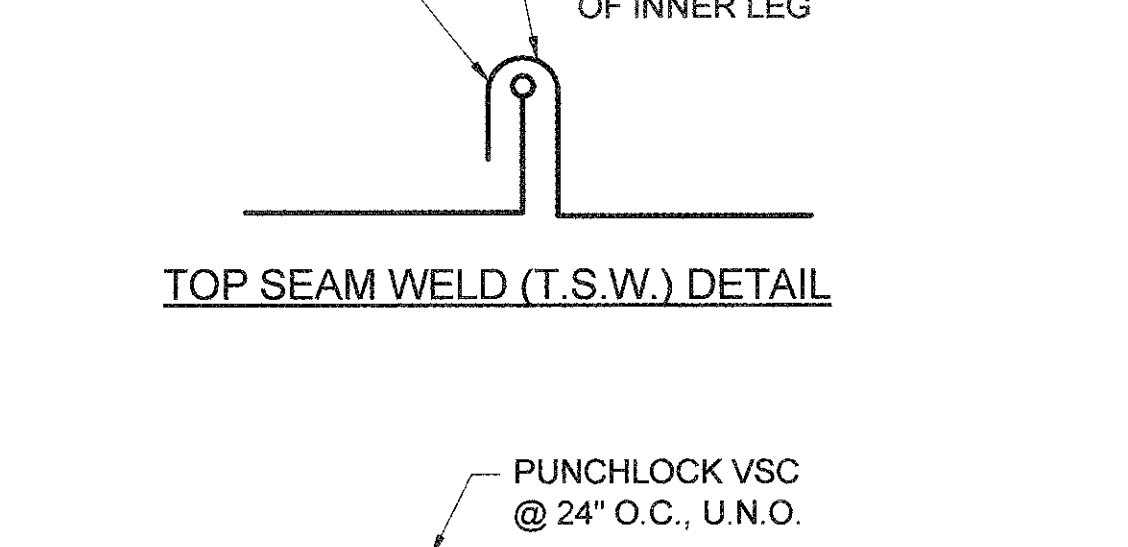 OF INNER LEG
TOP SEAM WELD (T.S.W.) DETAIL
PUNCHLOCK VSC
@ 24" O.C., U.N.O.